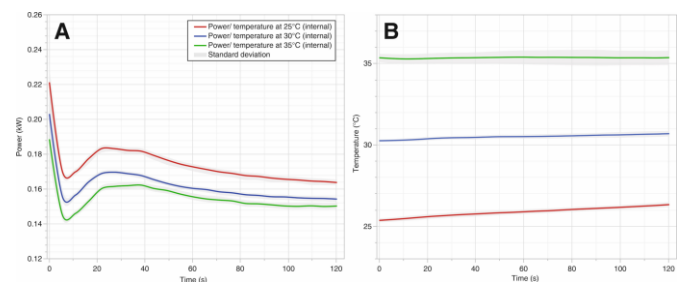 A
Power/ temperature at 25°C (internal)
Power/ temperature at 30°C (internal)
Power/ temperature at 35°C (internal)
Standard deviation
0.26
0.24
0.22
0.20
0.18
0.16
0.14
0.12
Power (kW)
0 20 40 60 80 100 120
Time (s)
B
35
30
25
Temperature (°C)
0 20 40 60 80 100 120
Time (s)